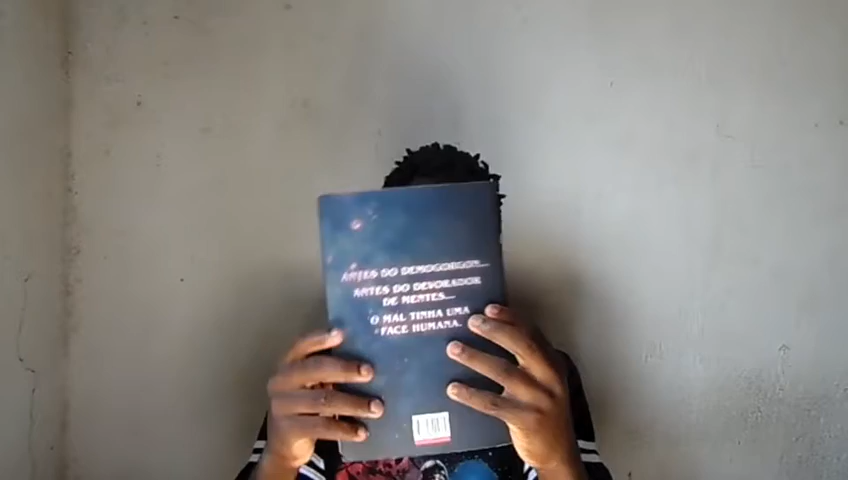 ANTES DO DEMOGORGON...
ANTES DO DEVORADOR
DE MENTES...
O MAL TINHA UMA
FACE HUMANA.